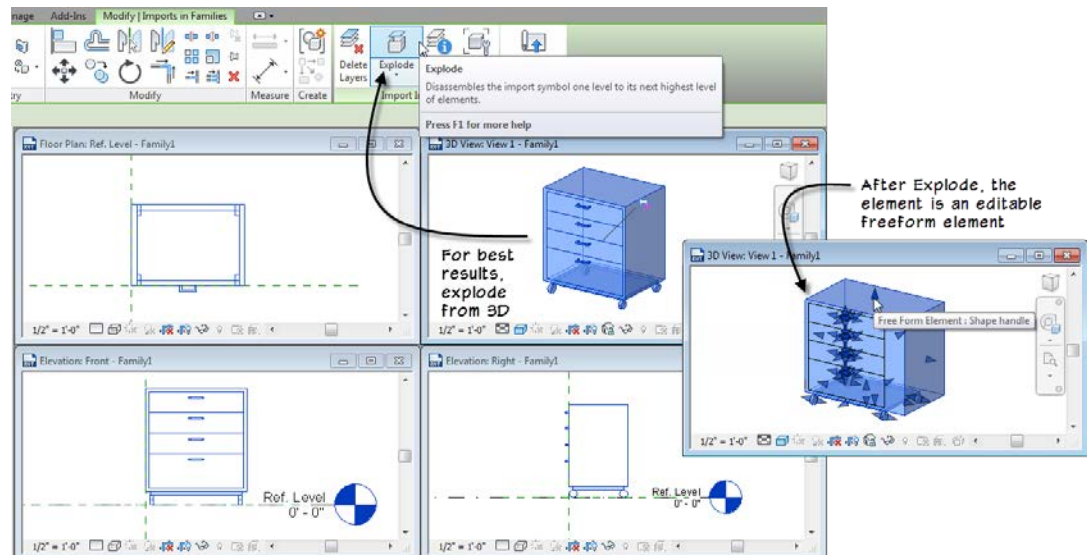 nage Add-Ins Modify | Imports in Families
Delete Layers
Explode
ry Modify Measure Create Import I
Explode
Disassembles the import symbol one level to its next highest level
of elements.
Press F1 for more help
Floor Plan: Ref. Level - Family1
3D View: View 1 - Family1
After Explode, the
element is an editable
freeform element
For best
results,
explode
from 3D
3D View: View 1 - Family1
Free Form Element : Shape handle
1/2" = 1'-0"
1/2" = 1'-0"
1/2" = 1'-0"
Elevation: Front - Family1
Elevation: Right - Family1
Ref. Level
0' - 0"
Ref. Level
0' - 0"
1/2" = 1'-0"
1/2" = 1'-0"